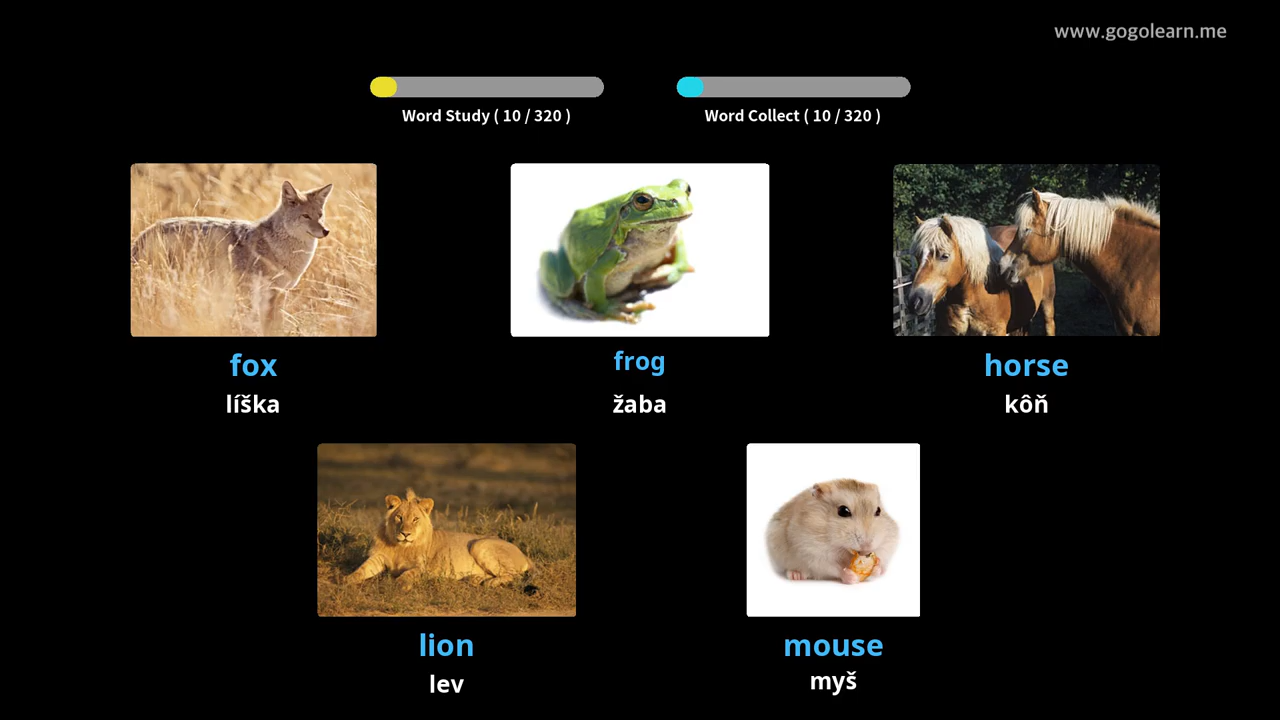 www.gogolearn.me
Word Study ( 10 / 320 )
Word Collect ( 10 / 320 )
fox
líška
frog
žaba
horse
kôň
lion
lev
mouse
myš